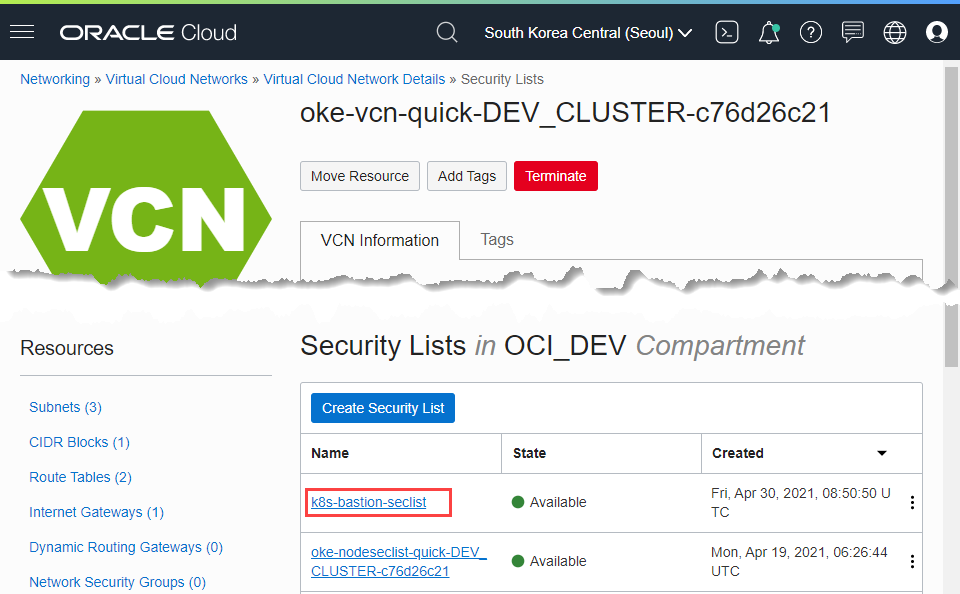 ORACLE Cloud
South Korea Central (Seoul)
Networking » Virtual Cloud Networks » Virtual Cloud Network Details » Security Lists
VCN
oke-vcn-quick-DEV_CLUSTER-c76d26c21
Move Resource
Add Tags
Terminate
VCN Information
Tags
Resources
Subnets (3)
CIDR Blocks (1)
Route Tables (2)
Internet Gateways (1)
Dynamic Routing Gateways (0)
Network Security Groups (0)
Security Lists in OCI_DEV Compartment
Create Security List
Name State Created
k8s-bastion-seclist Available Fri, Apr 30, 2021, 08:50:50 U
TC
oke-nodeseclist-quick-DEV_ Available Mon, Apr 19, 2021, 06:26:44
CLUSTER-c76d26c21 UTC